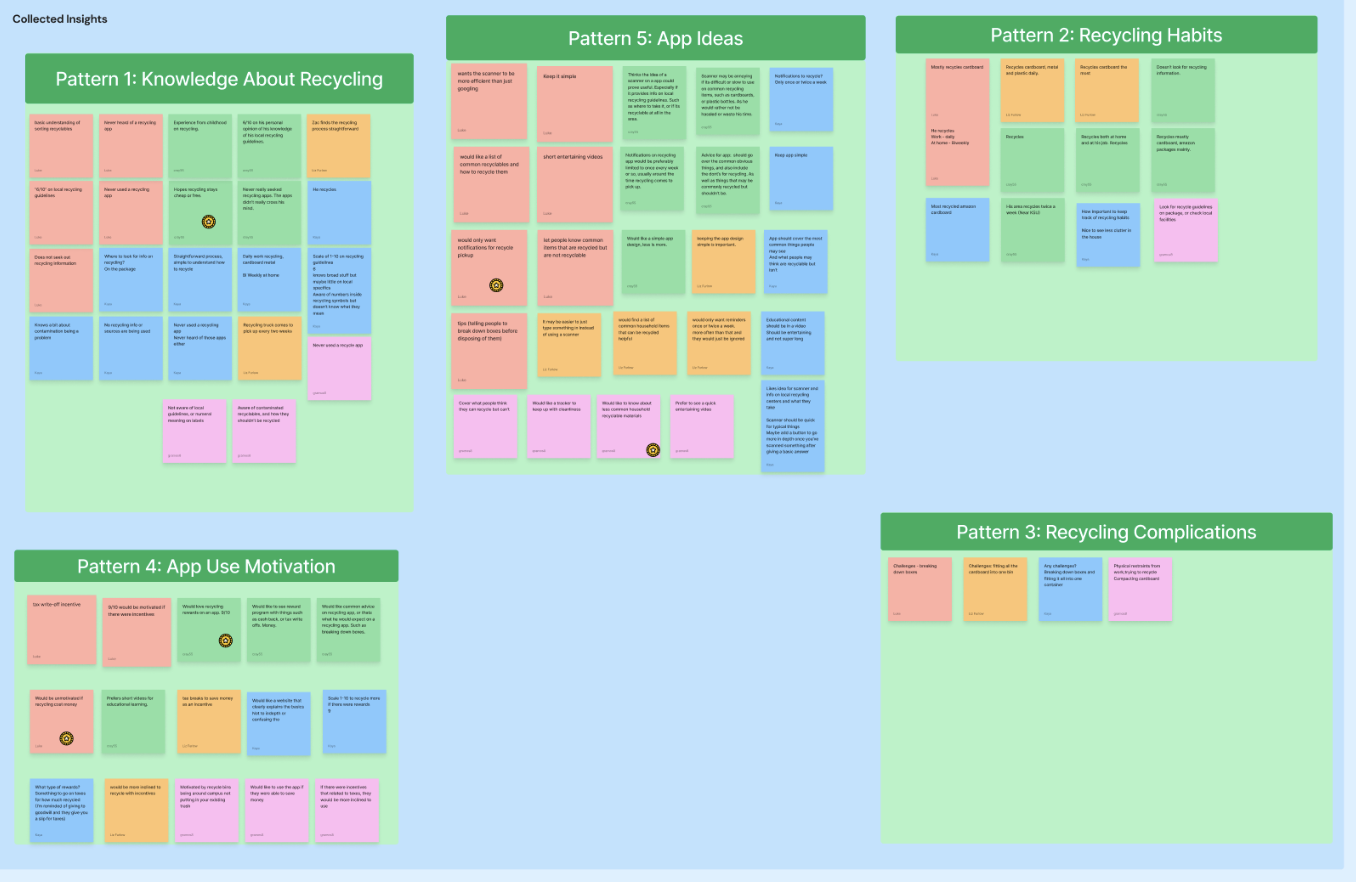 Collected Insights
Pattern 1: Knowledge About Recycling
basic understanding of
sorting recyclables
Never heard of a recycling
app
Experience from childhood
on recycling.
6/10 on his personal
opinion of his knowledge
of his local recycling
guidelines.
Zac finds the recycling
process straightforward
on local recycling
guidelines
Never used a recycling
app.
Hopes recycling stays
cheap or free.
Never really seeked
recycling apps. The apps
didn't really cross his
mind.
He recycles
Does not seek out
recycling information
Where to look for info on
recycling?
On the package
Straightforward process,
simple to understand how
to recycle
Daily work recycling,
cardboard metal
Bi Weekly at home
Scale of 1-10 on recycling
guidelines
6
knows broad stuff but
maybe little on local
specifics
Aware of numbers inside
recycling symbols but
doesn't know what they
mean
Knows a bit about
contamination being a
problem
No recycling info or
sources are being used
Never used a recycling
app
Never heard of those apps
either
Recycling truck comes to
pick up every two weeks
Never used a recycle app
Not aware of local
guidelines, or numeral
meaning on labels
Aware of contaminated
recyclables, and how they
shouldn't be recycled
Pattern 5: App Ideas
wants the scanner to be
more efficient than just
googling
Keep it simple
Thinks the idea of a
scanner on a app could
prove useful. Especially if
it provides info on local
recycling guidelines. Such
as where to take it, or if its
recyclable at all in the
area.
Scanner may be annoying
if its difficult or slow to use
on common recycling
items, such as cardboards,
or plastic bottles. As he
would either not be
needed or waste his time.
Notifications to recycle?
Only once or twice a week
would like a list of
common recyclables and
how to recycle them
short entertaining videos
Notifications on recycling
app would be preferably
limited to once every week
or so, usually around the
time recycling comes to
pick up.
Advice for app, should go
over the common obvious
things, and also include
the don't's for recycling. As
well as things that may be
commonly recycled but
shouldn't be.
Keep app simple
would only want
notifications for recycle
pickup
let people know common
items that are recycled but
are not recyclable
Would like a simple app
design, less is more.
keeping the app design
simple is important.
App should cover the most
common things people
may see
And what people may
think are recyclable but
isn't
tips (telling people to
break down boxes before
disposing of them)
It may be easier to just
type something in instead
of using a scanner
would find a list of
common household items
that can be recycled
helpful
would only want reminders
once or twice a week.
more often than that and
they would just be ignored
Educational content
should be in a video
Should be entertaining
and not super long
Cover what people think
they can recycle but can't
Would like a tracker to
keep up with cleanliness
Would like to know about
less common household
recyclable materials
Prefer to see a quick
entertaining video
Likes idea for scanner and
info on local recycling
centers and what they
take
Scanner should be quick
for typical things
Maybe add a button to go
more in depth once you've
scanned something after
giving a basic answer
Pattern 2: Recycling Habits
Mostly recycles cardboard
Recycles cardboard, metal
and plastic daily.
Recycles cardboard the
most
Doesn't look for recycling
informative.
He recycles
Work - daily
At home - Biweekly
Recycles
Recycles both at home
and at his job. Recycles
Recycles mostly
cardboard, amazon
packages mainly.
Most recycled amazon
cardboard
His area recycles twice a
week
How important to keep
track of recycling habits
Nice to see less clutter in
the house
Look for recycle guidelines
on package, or check local
facilities
Pattern 3: Recycling Complications
Challenges - breaking
down boxes
Challenges: fitting all the
cardboard into one bin
Any challenges?
Breaking down boxes and
fitting it all into one
container
Physical restraints from
work,trying to recycle
Compacting cardboard
Pattern 4: App Use Motivation
tax write-off incentive
9/10 would be motivated if
there were incentives
Would love recycling
rewards on an app. 9/10
Would like to see reward
program with things such
as cash back, or tax write
offs. Money.
Would like common advice
on recycling app, or thats
what he would expect on a
recycling app. Such as
breaking down boxes.
Would be unmotivated if
recycling cost money
Prefers short videos for
educational learning.
tax breaks to save money
as an incentive
Would like a website that
clearly explains the basics
Not to indepth or
confusing tho
Scale 1-10 to recycle more
if there were rewards
What type of rewards?
Something to go on taxes
for how much recycled
goodwill and they give you
a slip for taxes)
would be more inclined to
recycle with incentives
Motivated by recycle bins
being around campus not
putting in your existing
trash
Would like to use the app if
they were able to save
money
If there were incentives
that related to taxes, they
would be more inclined to
use